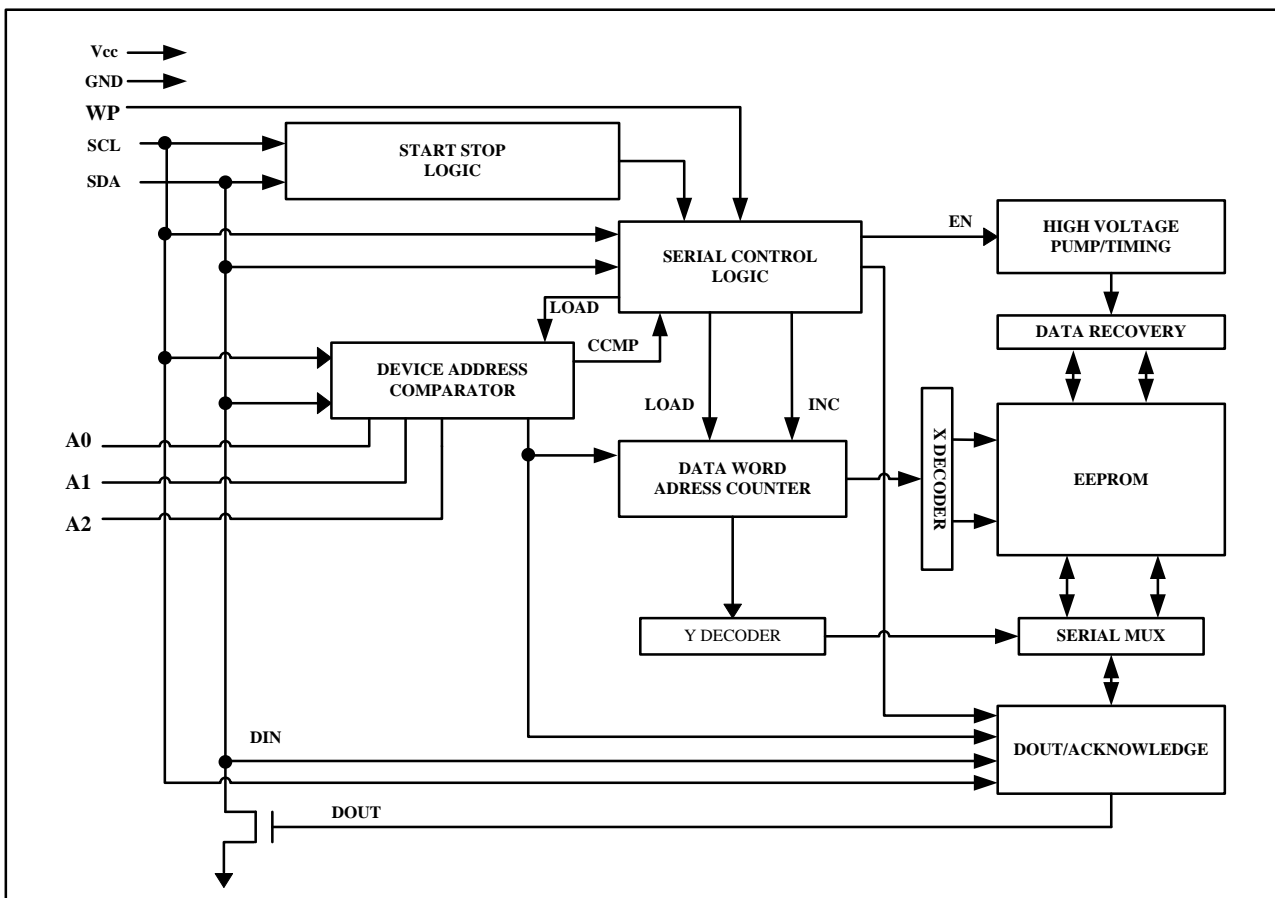 Vcc
GND
WP
SCL
SDA
START STOP
LOGIC
EN
HIGH VOLTAGE
PUMP/TIMING
SERIAL CONTROL
LOGIC
LOAD
CCMP
DATA RECOVERY
DEVICE ADDRESS
COMPARATOR
LOAD
INC
A0
A1
A2
DATA WORD
ADRESS COUNTER
X DECODER
EEPROM
Y DECODER
SERIAL MUX
DIN
DOUT/ACKNOWLEDGE
DOUT